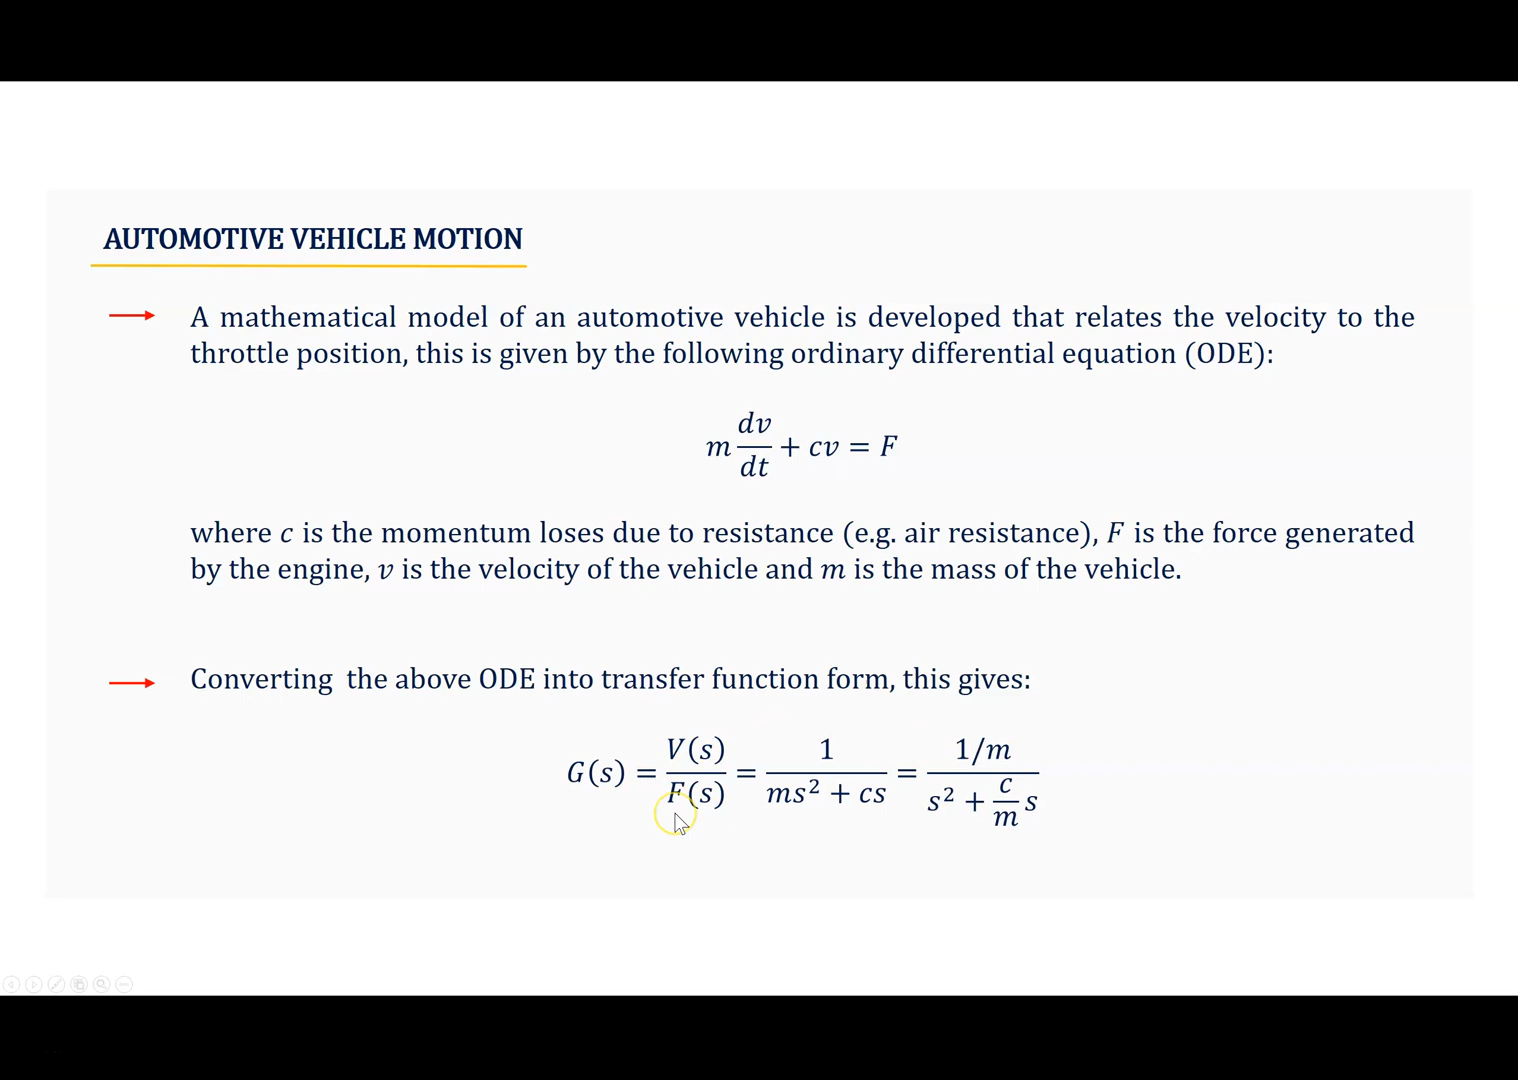 AUTOMOTIVE VEHICLE MOTION
A mathematical model of an automotive vehicle is developed that relates the velocity to the
throttle position, this is given by the following ordinary differential equation (ODE):
m dv/dt + cv = F
where c is the momentum loses due to resistance (e.g. air resistance), F is the force generated
by the engine, v is the velocity of the vehicle and m is the mass of the vehicle.
Converting the above ODE into transfer function form, this gives:
G(s) = V(s)/F(s) = 1/(ms² + cs) = (1/m)/(s² + (c/m)s)